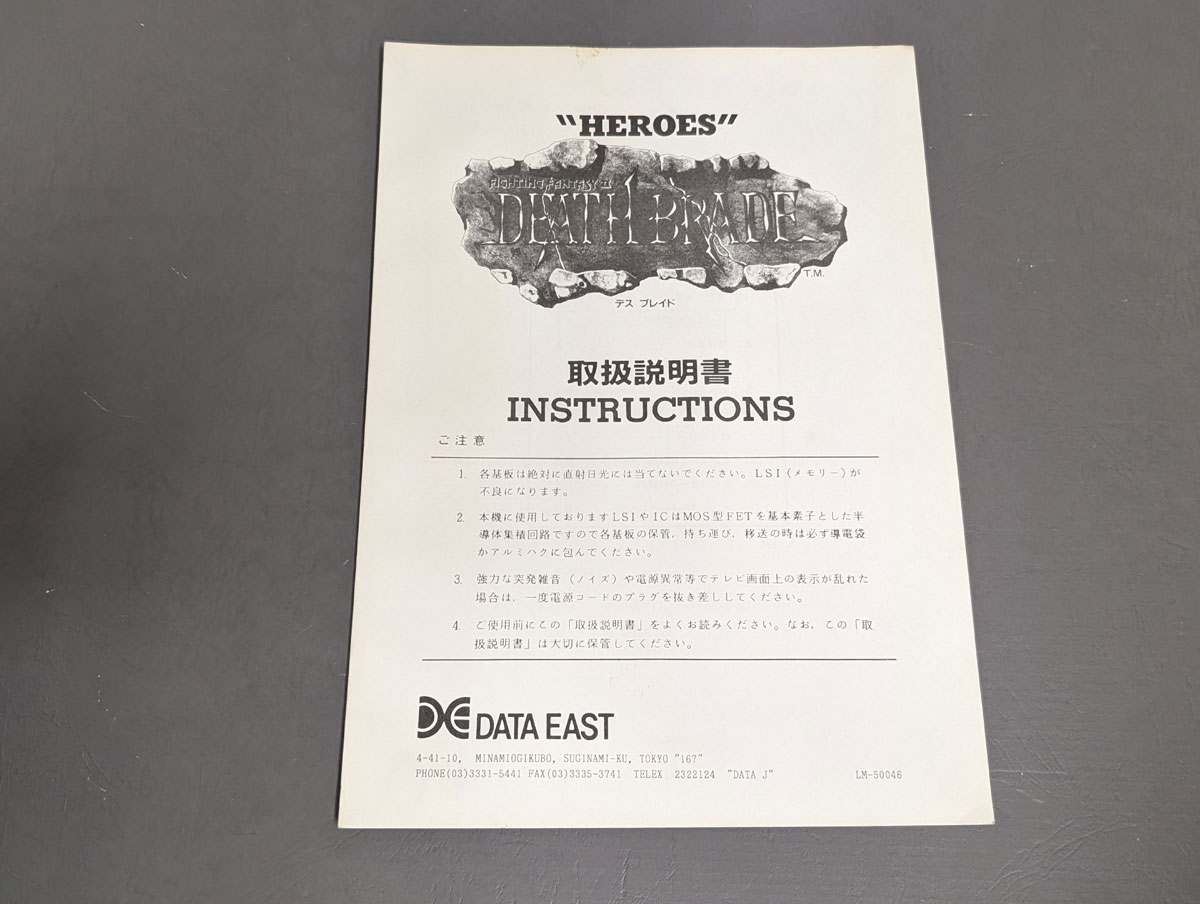 "HEROES"
FIGHTING FANTASY II
DEATH BRADE
T.M.
デス ブレイド
取扱説明書
INSTRUCTIONS
ご注意
1. 各基板は絶対に直射日光には当てないでください。LSI(メモリー)が
不良になります。
2. 本機に使用しておりますLSIやICはMOS型FETを基本素子とした半
導体集積回路ですので各基板の保管, 持ち運び, 移送の時は必ず導電袋
かアルミハクに包んでください。
3. 強力な突発雑音(ノイズ)や電源異常等でテレビ画面上の表示が乱れた
場合は, 一度電源コードのプラグを抜き差ししてください。
4. ご使用前にこの「取扱説明書」をよくお読みください。なお, この「取
扱説明書」は大切に保管してください。
DATA EAST
4-41-10, MINAMIOGIKUBO, SUGINAMI-KU, TOKYO "167"
PHONE(03)3331-5441 FAX(03)3335-3741 TELEX 2322124 "DATA J" LM-50046